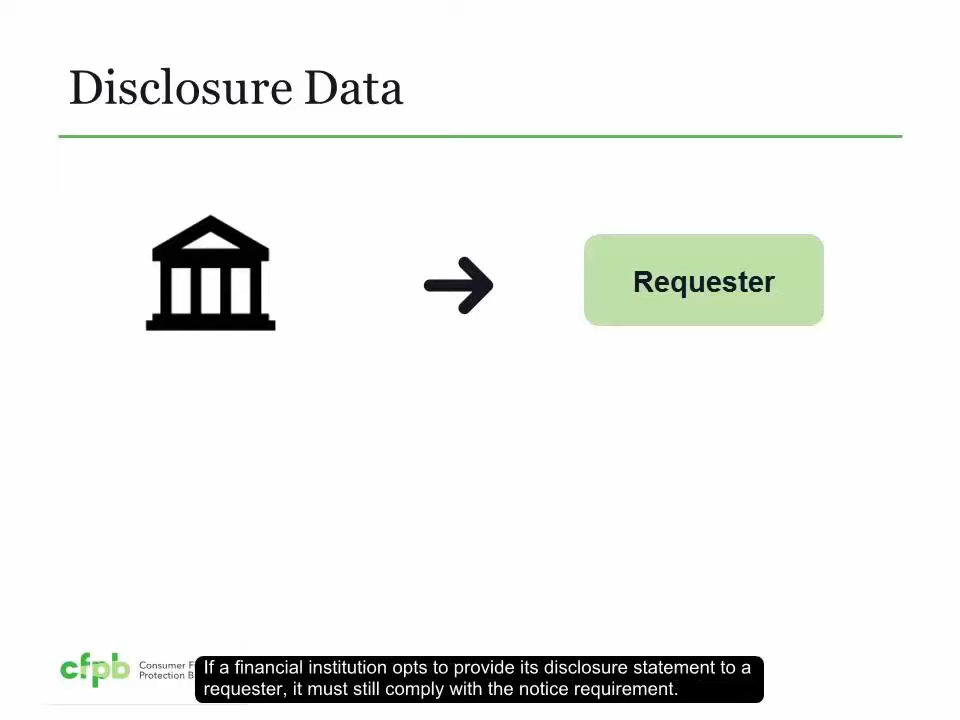 Disclosure Data
Requester
cfpb
Consumer F
Protection B
If a financial institution opts to provide its disclosure statement to a
requester, it must still comply with the notice requirement.